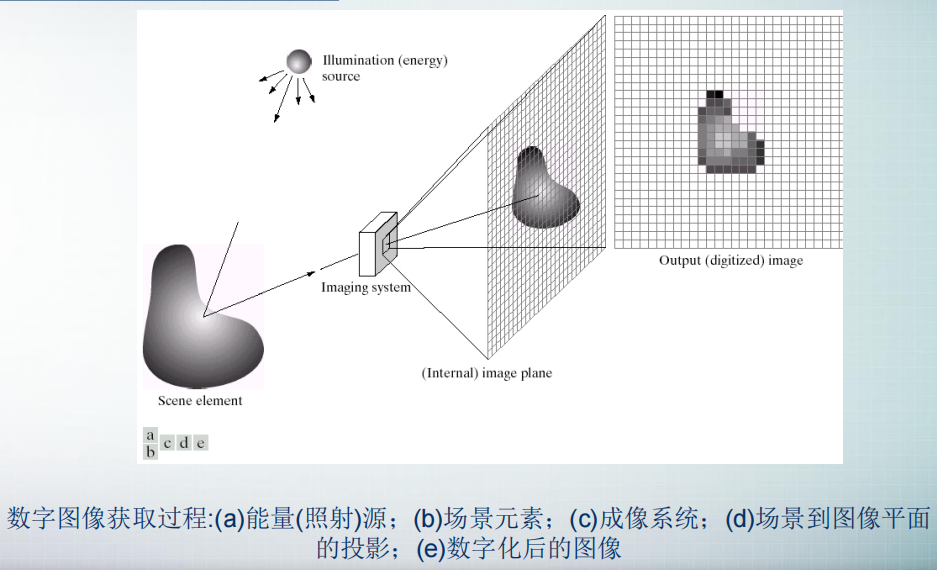 Illumination (energy)
source
Output (digitized) image
Imaging system
(Internal) image plane
Scene element
a
b
c d e
数字图像获取过程:(a)能量(照射)源；(b)场景元素；(c)成像系统；(d)场景到图像平面
的投影；(e)数字化后的图像